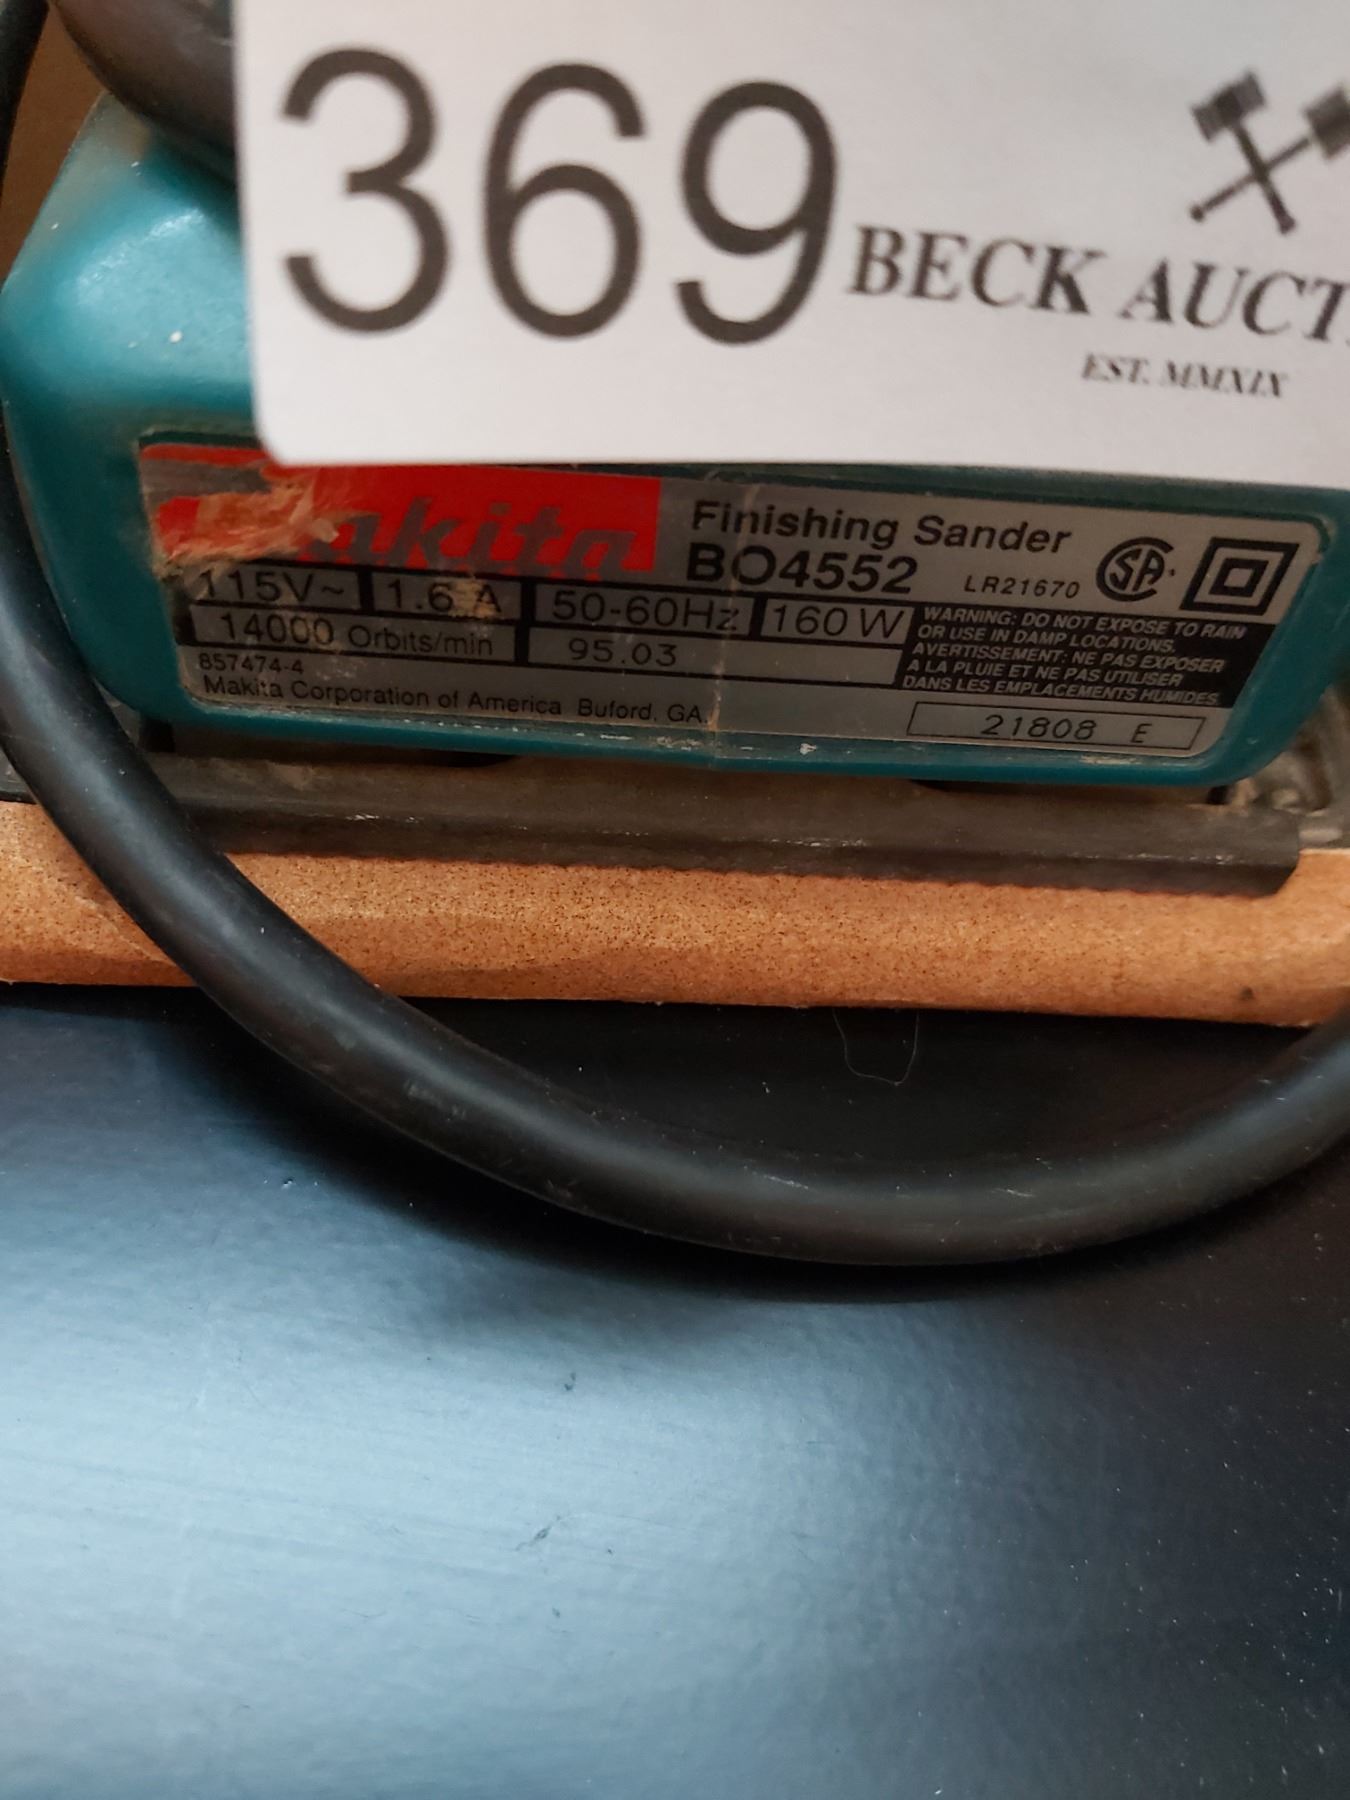 369
BECK AUCT
EST. MMXIX
Makita
Finishing Sander
BO4552
LR21670
115V~ 1.6 A 50-60Hz 160 W
14000 Orbits/min 95.03
857474-4
Makita Corporation of America Buford, GA.
WARNING: DO NOT EXPOSE TO RAIN
OR USE IN DAMP LOCATIONS.
AVERTISSEMENT: NE PAS EXPOSER
A LA PLUIE ET NE PAS UTILISER
DANS LES EMPLACEMENTS HUMIDES.
21808 E